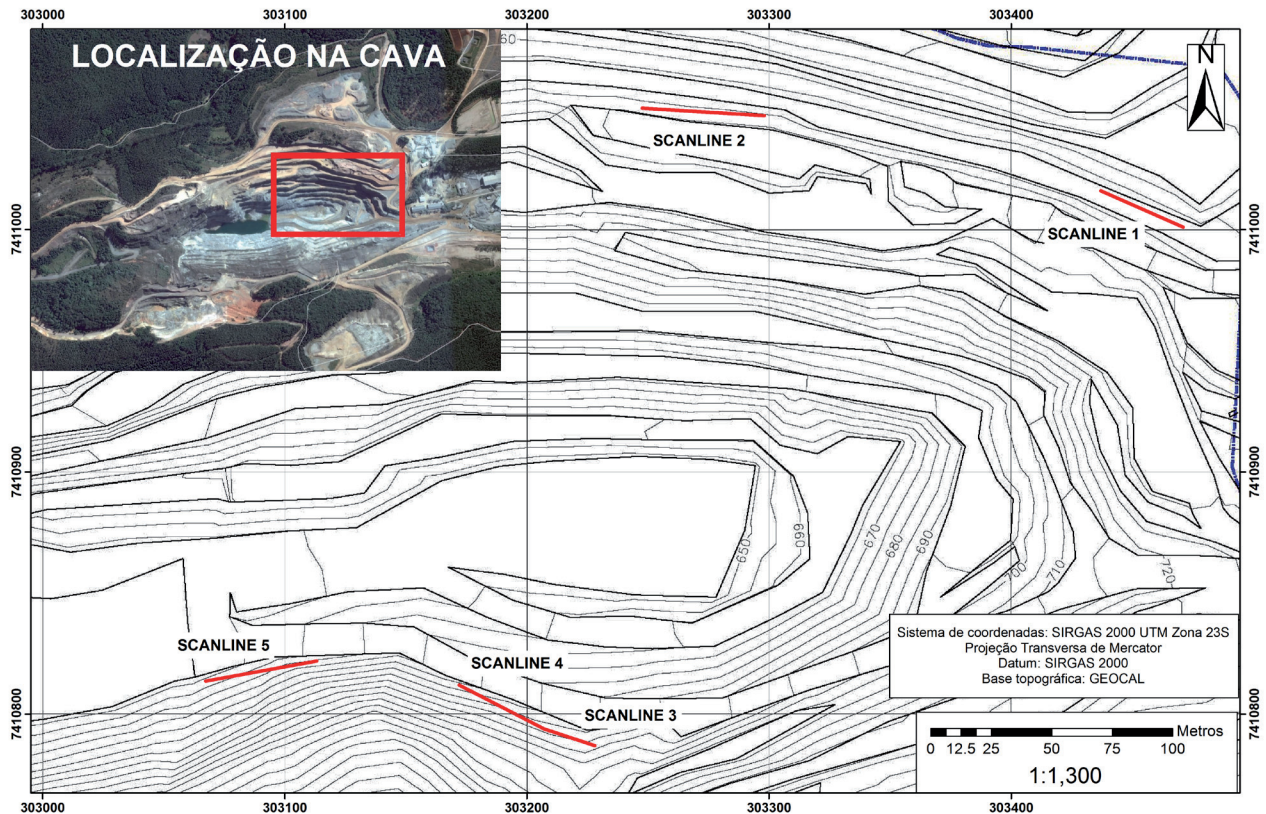 303000 303100 303200 303300 303400
LOCALIZAÇÃO NA CAVA
60
N
SCANLINE 2
SCANLINE 1
7411000
7411000
7410900
7410900
650
660
670
680
690
700
710
720
SCANLINE 5
SCANLINE 4
SCANLINE 3
7410800
7410800
Sistema de coordenadas: SIRGAS 2000 UTM Zona 23S
Projeção Transversa de Mercator
Datum: SIRGAS 2000
Base topográfica: GEOCAL
Metros
0 12.5 25 50 75 100
1:1,300
303000 303100 303200 303300 303400